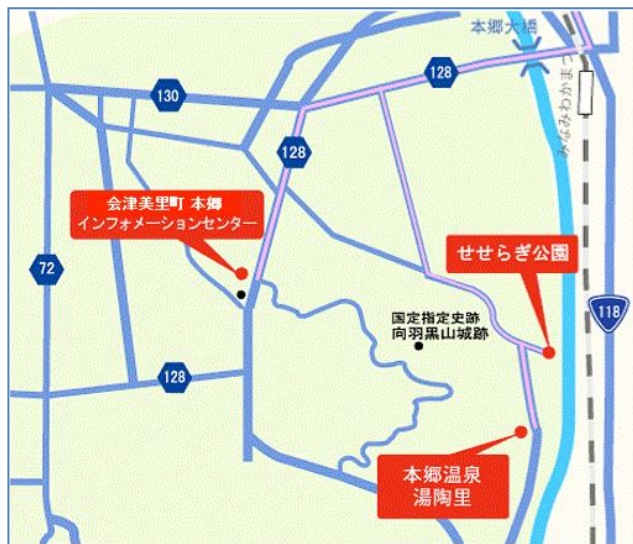 本郷大橋
128
130
みなみわかまつ
128
会津美里町 本郷
インフォメーションセンター
せせらぎ公園
72
118
国定指定史跡
向羽黒山城跡
128
本郷温泉
湯陶里